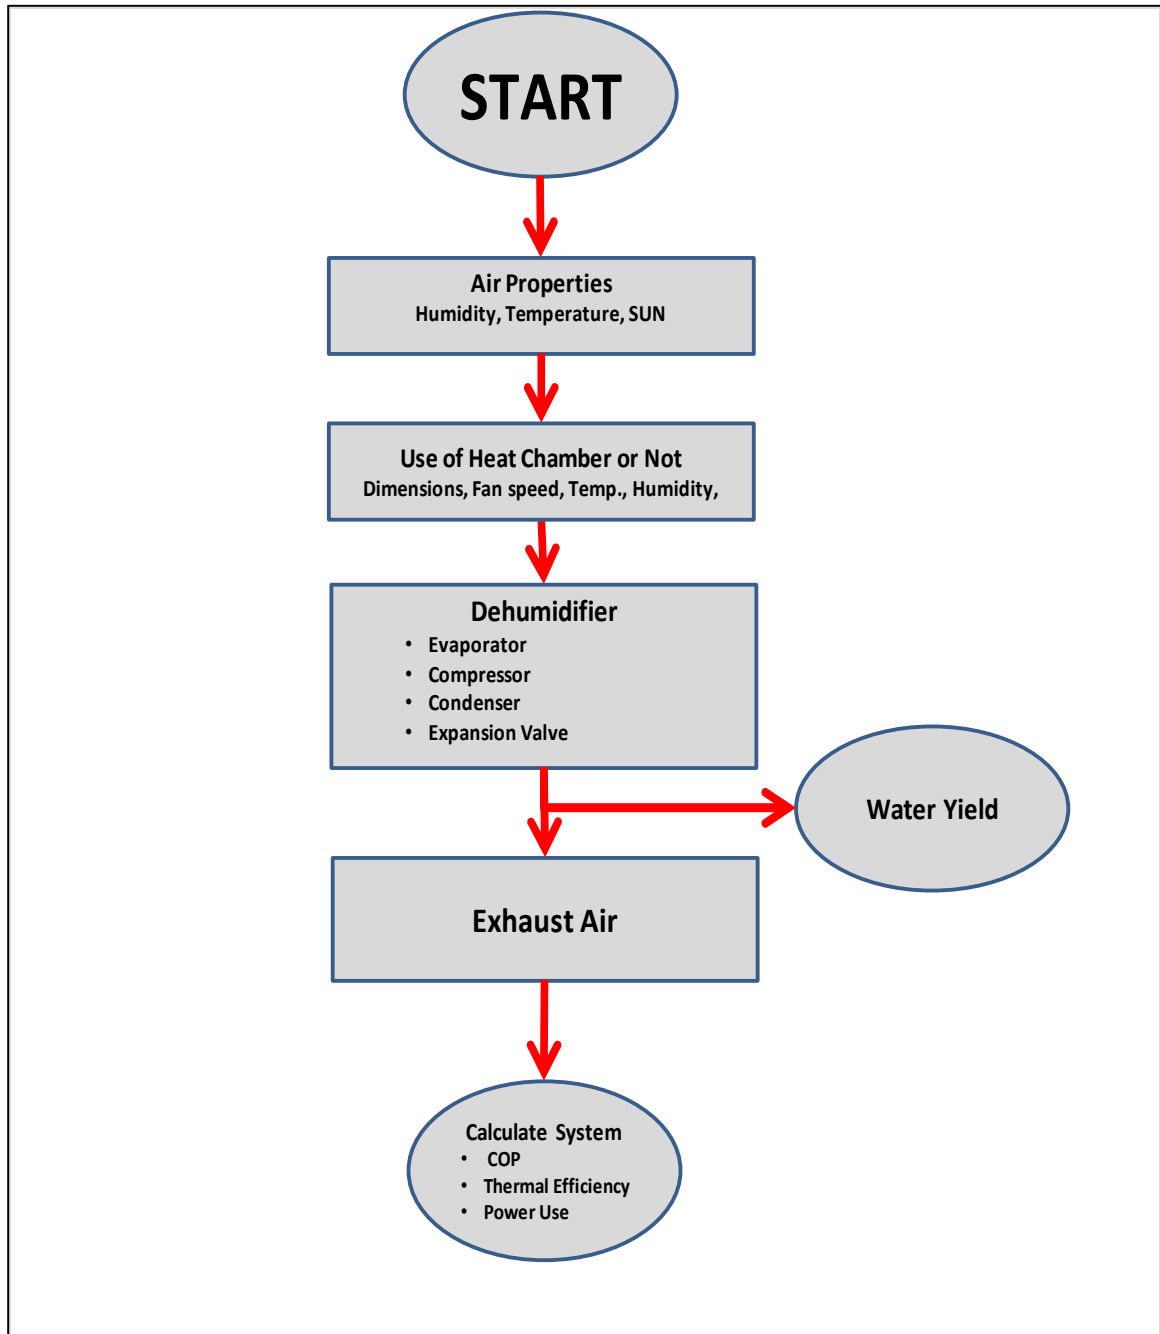 START
Air Properties
Humidity, Temperature, SUN
Use of Heat Chamber or Not
Dimensions, Fan speed, Temp., Humidity,
Dehumidifier
• Evaporator
• Compressor
• Condenser
• Expansion Valve
Water Yield
Exhaust Air
Calculate System
• COP
• Thermal Efficiency
• Power Use